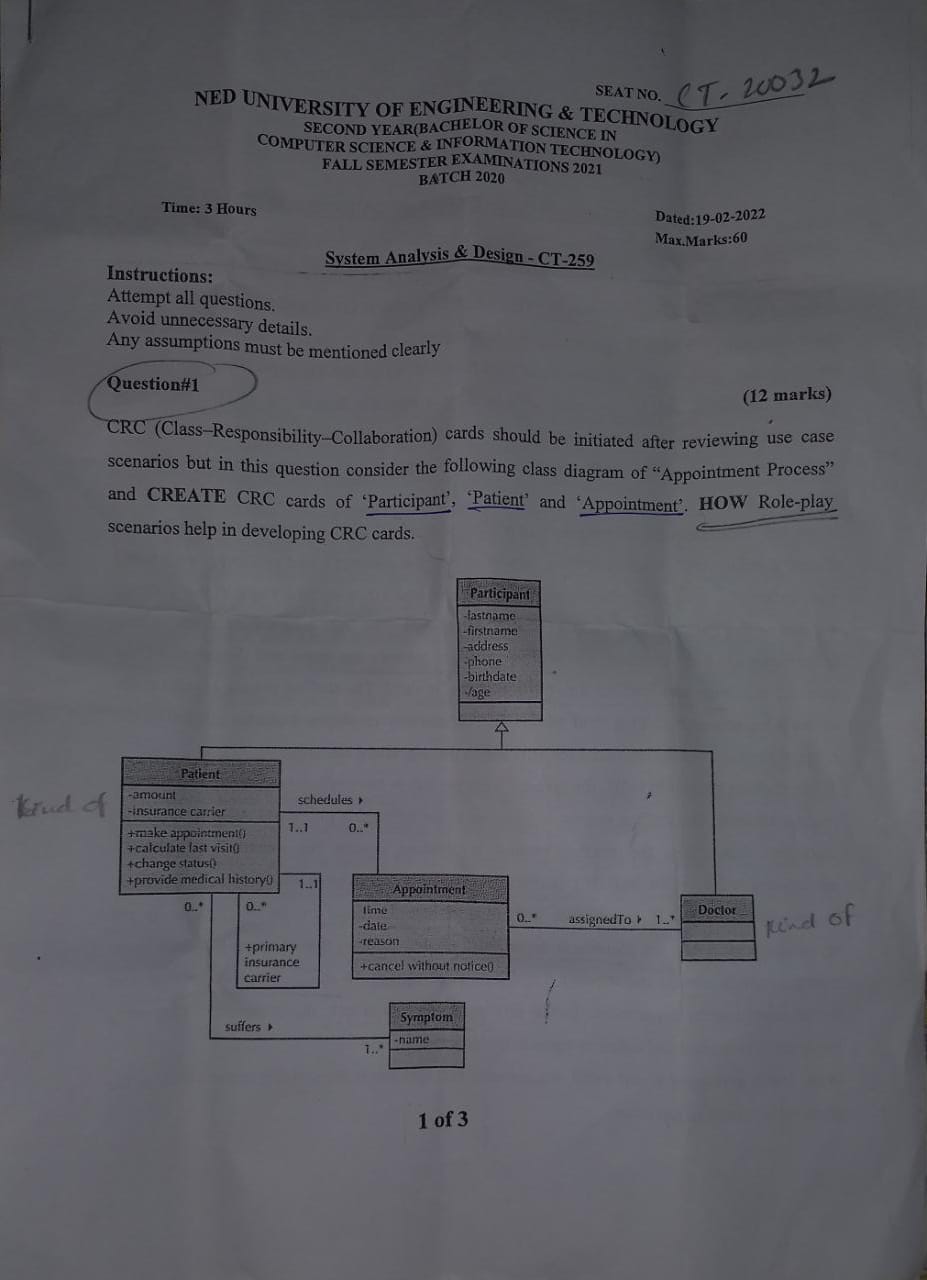 SEAT NO. CT-20032
NED UNIVERSITY OF ENGINEERING & TECHNOLOGY
SECOND YEAR(BACHELOR OF SCIENCE IN
COMPUTER SCIENCE & INFORMATION TECHNOLOGY)
FALL SEMESTER EXAMINATIONS 2021
BATCH 2020
Time: 3 Hours
Dated:19-02-2022
Max.Marks:60
System Analysis & Design - CT-259
Instructions:
Attempt all questions.
Avoid unnecessary details.
Any assumptions must be mentioned clearly
Question#1
(12 marks)
CRC (Class–Responsibility–Collaboration) cards should be initiated after reviewing use case
scenarios but in this question consider the following class diagram of “Appointment Process”
and CREATE CRC cards of ‘Participant’, ‘Patient’ and ‘Appointment’. HOW Role-play
scenarios help in developing CRC cards.
Participant
-lastname
-firstname
-address
-phone
-birthdate
-/age
Kind of
Patient
-amount
-insurance carrier
+make appointment()
+calculate last visit()
+change status()
+provide medical history()
schedules
1..1
0..*
1..1
0..*
0..*
+primary
insurance
carrier
Appointment
time
-date
-reason
+cancel without notice()
0..*
assignedTo
1..*
Doctor
Kind of
suffers
1..*
Symptom
-name
1 of 3